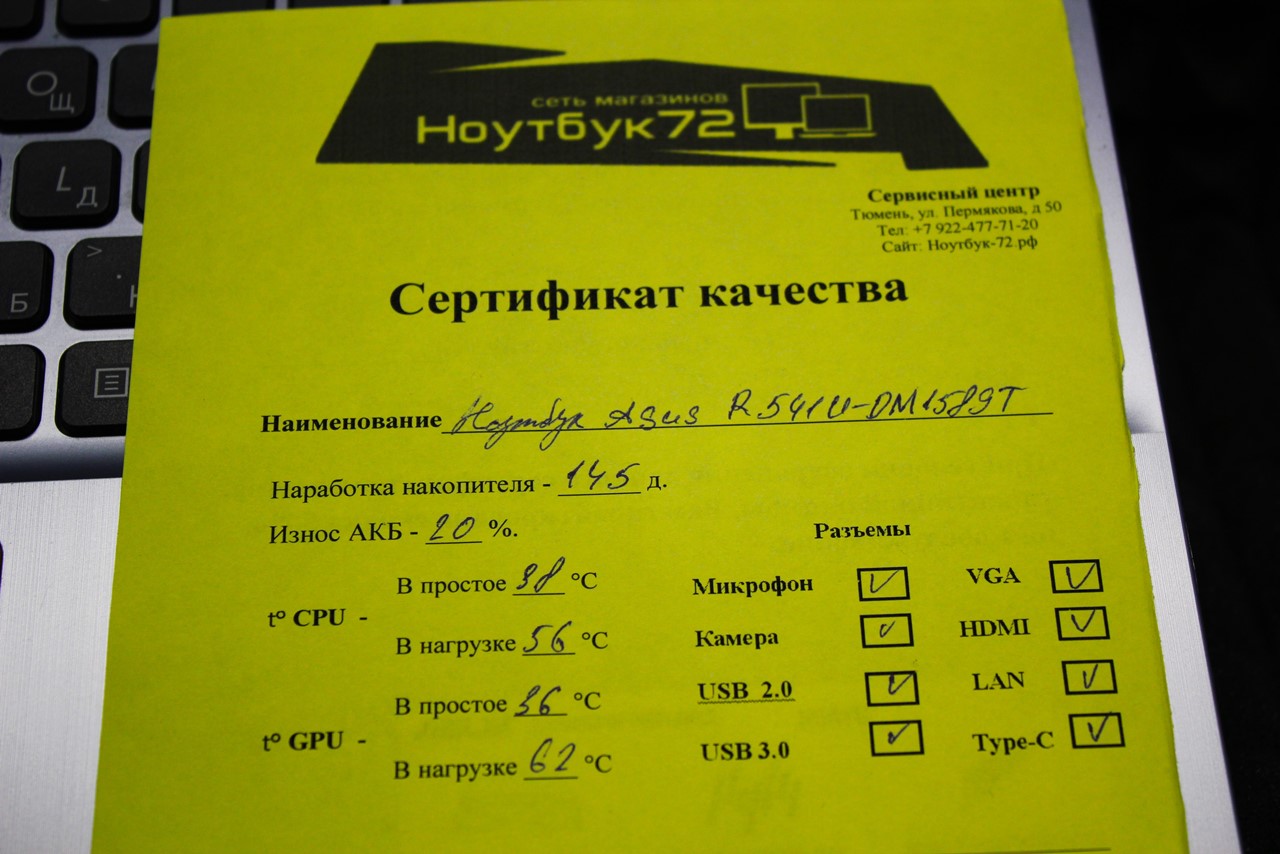 О
Щ
L
Д
>
.
Б
сеть магазинов
Ноутбук72
Сервисный центр
Тюмень, ул. Пермякова, д 50
Тел: +7 922-477-71-20
Сайт: Ноутбук-72.рф
Сертификат качества
Наименование Ноутбук Asus R541U-DM1589T
Наработка накопителя - 145 д.
Износ АКБ - 20 %.
Разъемы
t° CPU -
В простое 38 °C
В нагрузке 56 °C
t° GPU -
В простое 36 °C
В нагрузке 62 °C
Микрофон
VGA
Камера
HDMI
USB 2.0
LAN
USB 3.0
Type-C